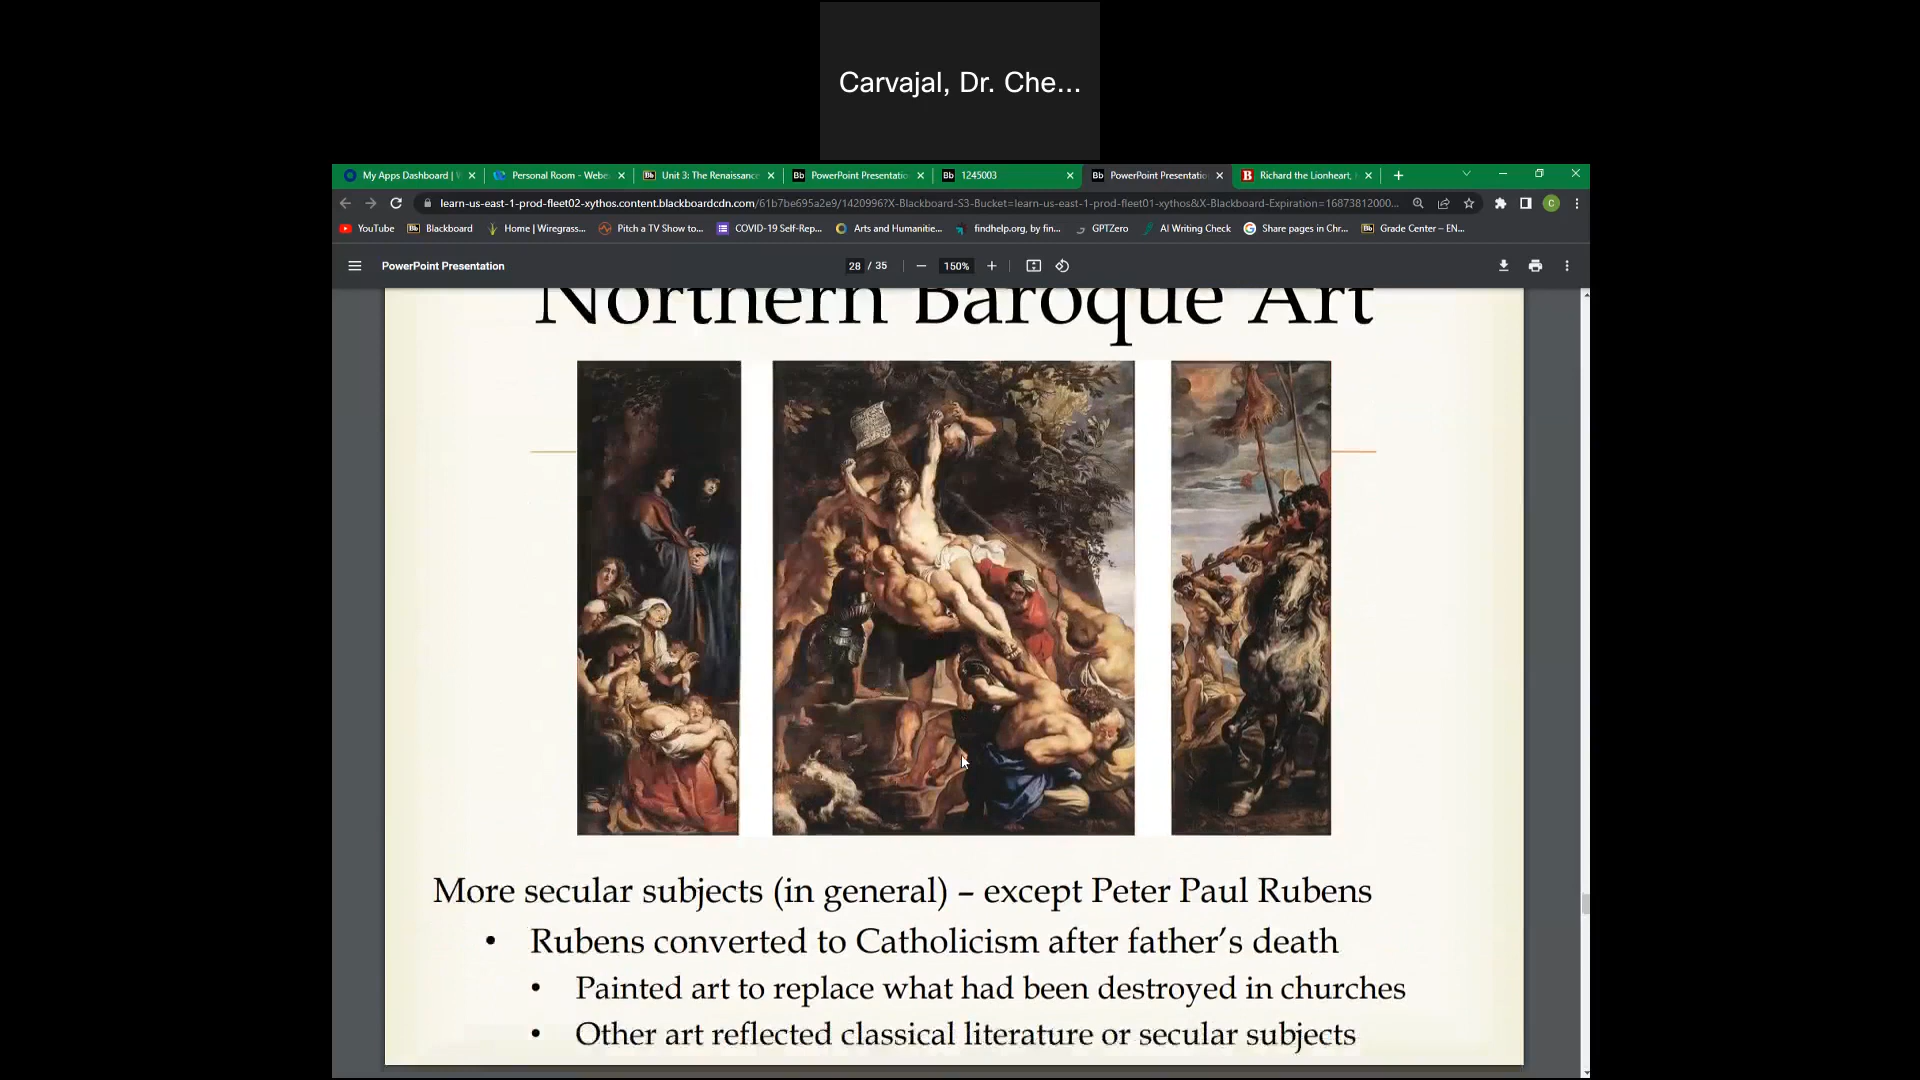 Carvajal, Dr. Che...
My Apps Dashboard |
Personal Room - Webe
Unit 3: The Renaissance
Bb PowerPoint Presentatio
Bb 1245003
Bb PowerPoint Presentatio
B Richard the Lionheart,
learn-us-east-1-prod-fleet02-xythos.content.blackboardcdn.com/61b7be695a2e9/1420996?X-Blackboard-S3-Bucket=learn-us-east-1-prod-fleet01-xythos&X-Blackboard-Expiration=16873812000...
YouTube
Bb Blackboard
Home | Wiregrass...
Pitch a TV Show to...
COVID-19 Self-Rep...
Arts and Humanitie...
findhelp.org, by fin...
GPTZero
AI Writing Check
Share pages in Chr...
Bb Grade Center – EN...
PowerPoint Presentation
28 / 35
150%
Northern Baroque Art
More secular subjects (in general) – except Peter Paul Rubens
• Rubens converted to Catholicism after father's death
• Painted art to replace what had been destroyed in churches
• Other art reflected classical literature or secular subjects